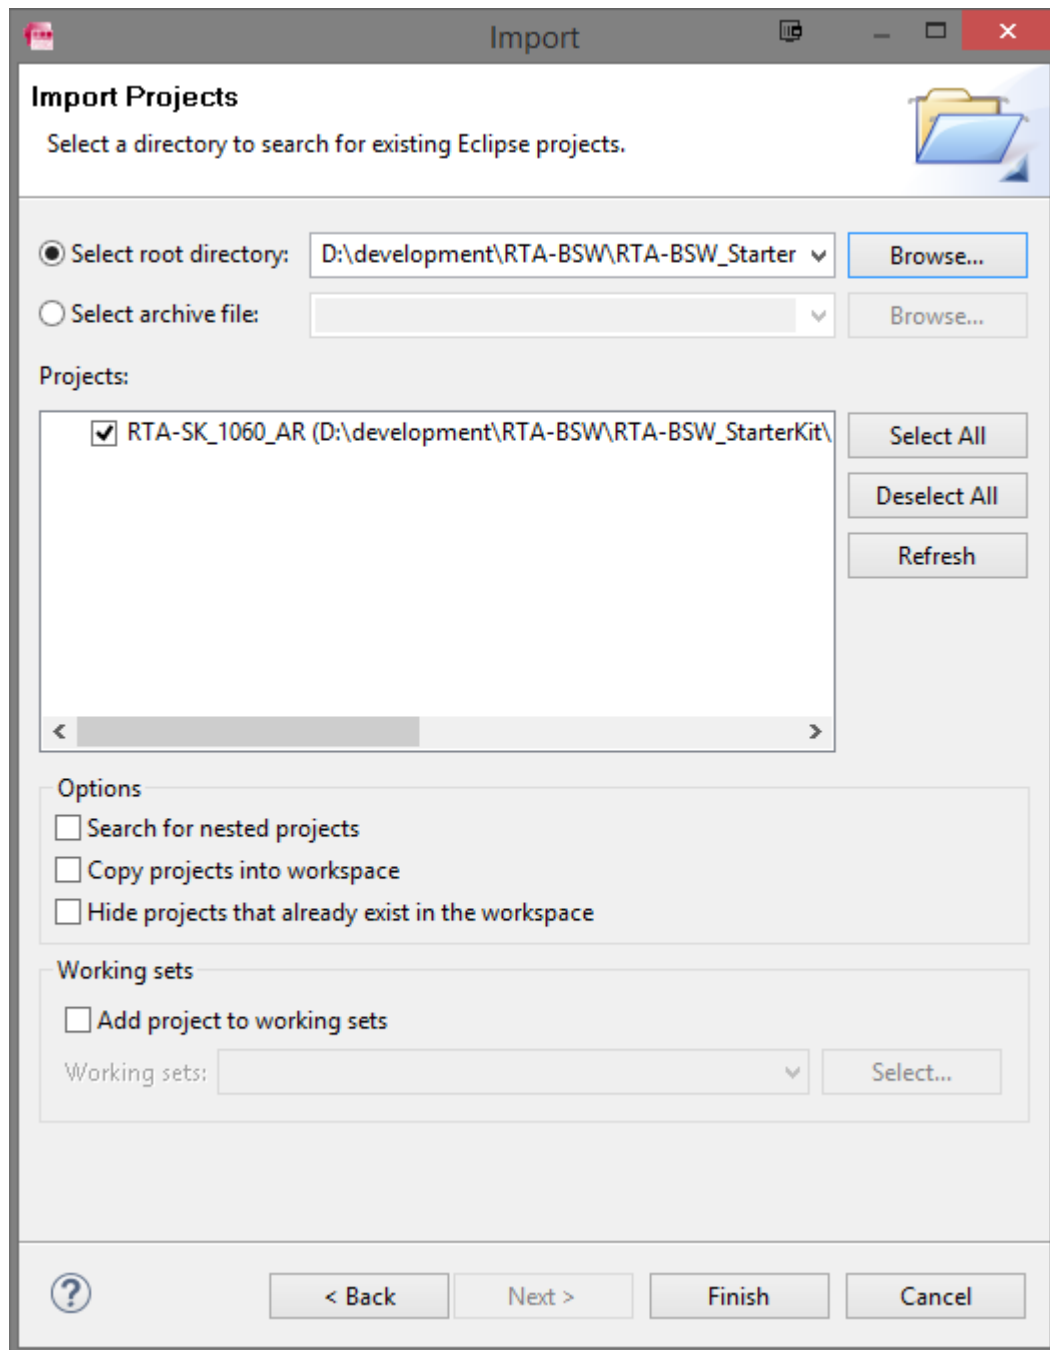 Import
Import Projects
Select a directory to search for existing Eclipse projects.
Select root directory: D:\development\RTA-BSW\RTA-BSW_Starter Browse...
Select archive file: Browse...
Projects:
RTA-SK_1060_AR (D:\development\RTA-BSW\RTA-BSW_StarterKit\
Select All
Deselect All
Refresh
Options
Search for nested projects
Copy projects into workspace
Hide projects that already exist in the workspace
Working sets
Add project to working sets
Working sets: Select...
? < Back Next > Finish Cancel